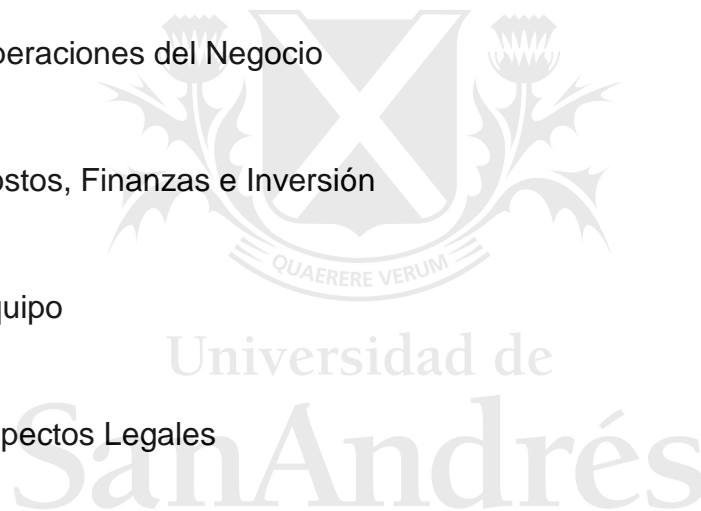 peraciones del Negocio
ostos, Finanzas e Inversión
QUAERERE VERUM
quipo
Universidad de
pectos Legales
SanAndrés